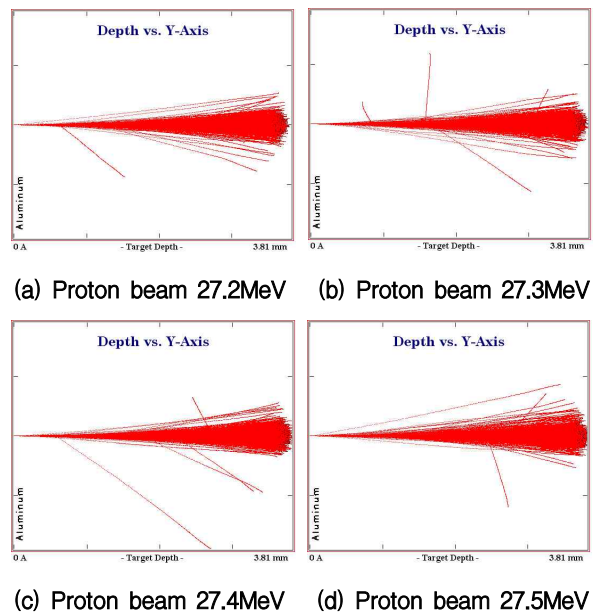 Depth vs. Y-Axis
Aluminum
0 A - Target Depth - 3.81 mm
Depth vs. Y-Axis
Aluminum
0 A - Target Depth - 3.81 mm
(a) Proton beam 27.2MeV
(b) Proton beam 27.3MeV
Depth vs. Y-Axis
Aluminum
0 A - Target Depth - 3.81 mm
Depth vs. Y-Axis
Aluminum
0 A - Target Depth - 3.81 mm
(c) Proton beam 27.4MeV
(d) Proton beam 27.5MeV